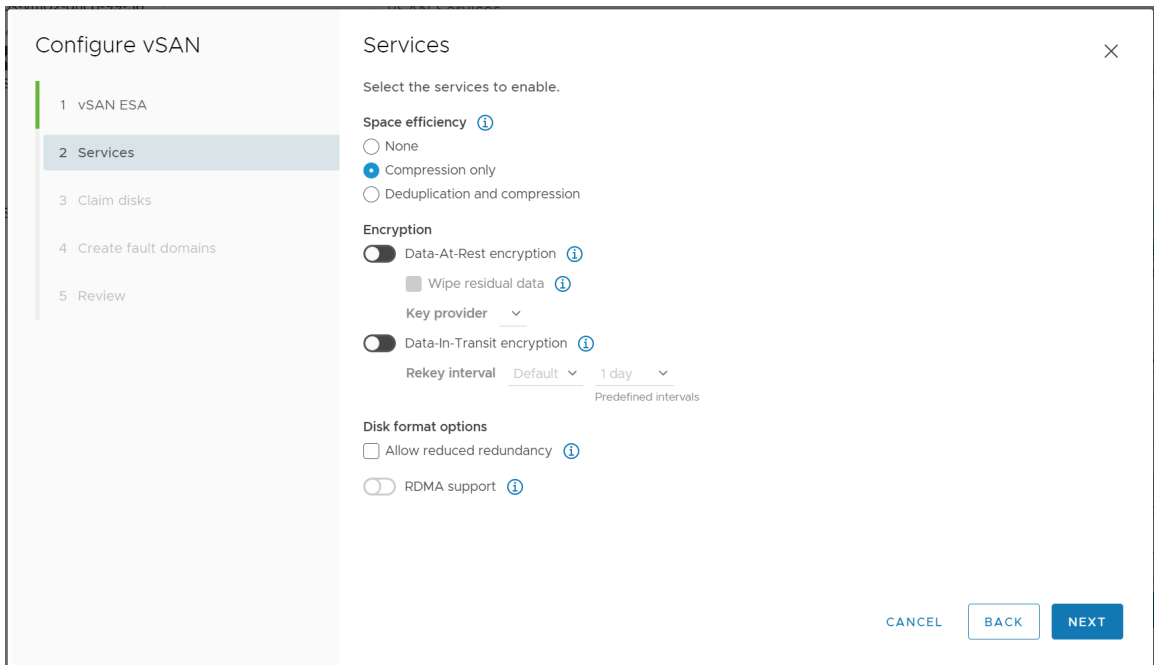 Configure vSAN
1 vSAN ESA
2 Services
3 Claim disks
4 Create fault domains
5 Review
Services
Select the services to enable.
Space efficiency
None
Compression only
Deduplication and compression
Encryption
Data-At-Rest encryption
Wipe residual data
Key provider
Data-In-Transit encryption
Rekey interval Default 1 day
Predefined intervals
Disk format options
Allow reduced redundancy
RDMA support
CANCEL BACK NEXT